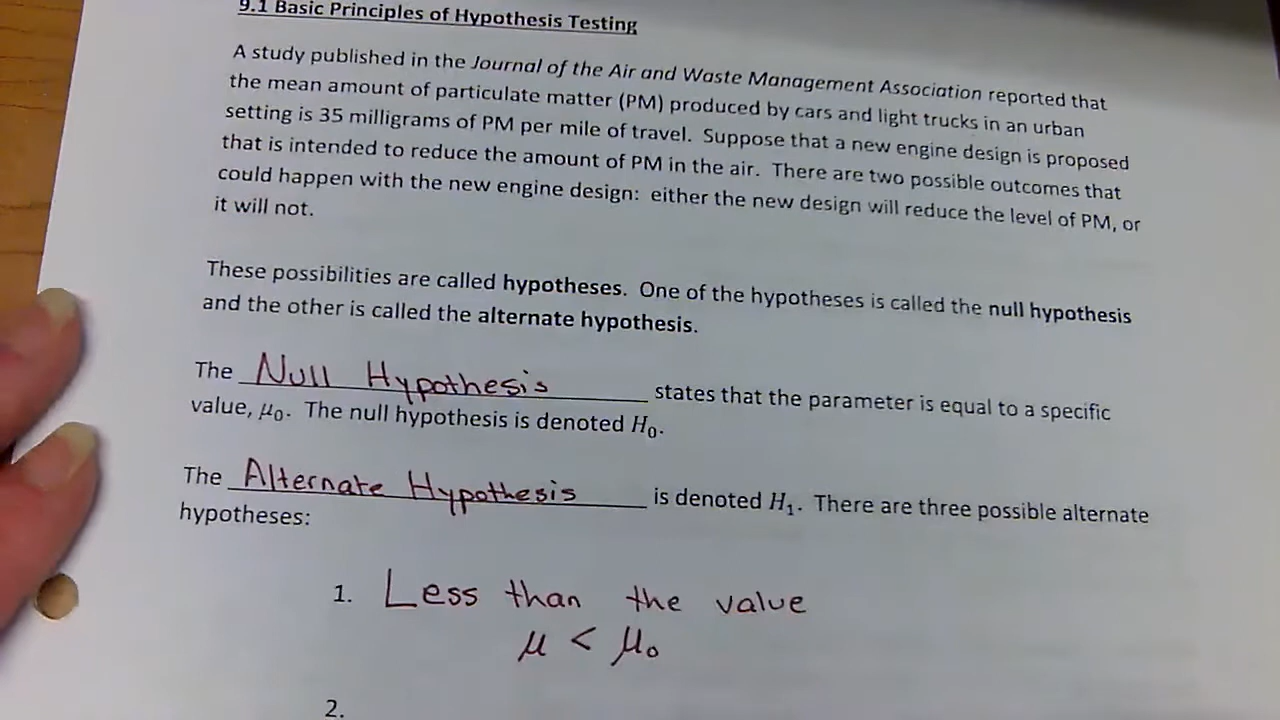 9.1 Basic Principles of Hypothesis Testing
A study published in the Journal of the Air and Waste Management Association reported that
the mean amount of particulate matter (PM) produced by cars and light trucks in an urban
setting is 35 milligrams of PM per mile of travel. Suppose that a new engine design is proposed
that is intended to reduce the amount of PM in the air. There are two possible outcomes that
could happen with the new engine design: either the new design will reduce the level of PM, or
it will not.
These possibilities are called hypotheses. One of the hypotheses is called the null hypothesis
and the other is called the alternate hypothesis.
The Null Hypothesis states that the parameter is equal to a specific
value, μ₀. The null hypothesis is denoted H₀.
The Alternate Hypothesis is denoted H₁. There are three possible alternate
hypotheses:
1. Less than the value
μ < μ₀
2.